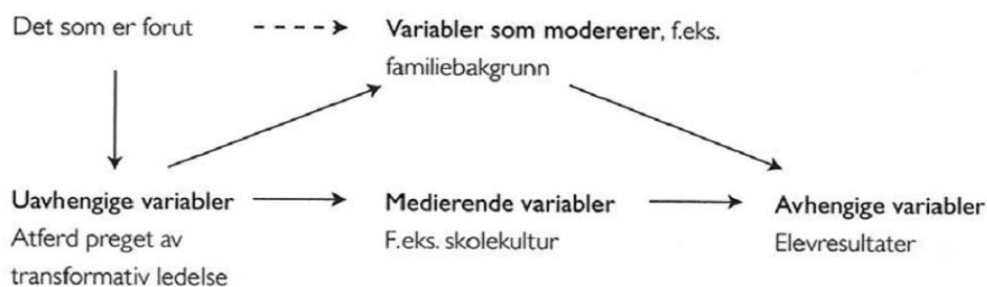 Det som er forut
Variabler som modererer, f.eks.
familiebakgrunn
Uavhengige variabler
Atferd preget av
transformativ ledelse
Medierende variabler
F.eks. skolekultur
Avhengige variabler
Elevresultater